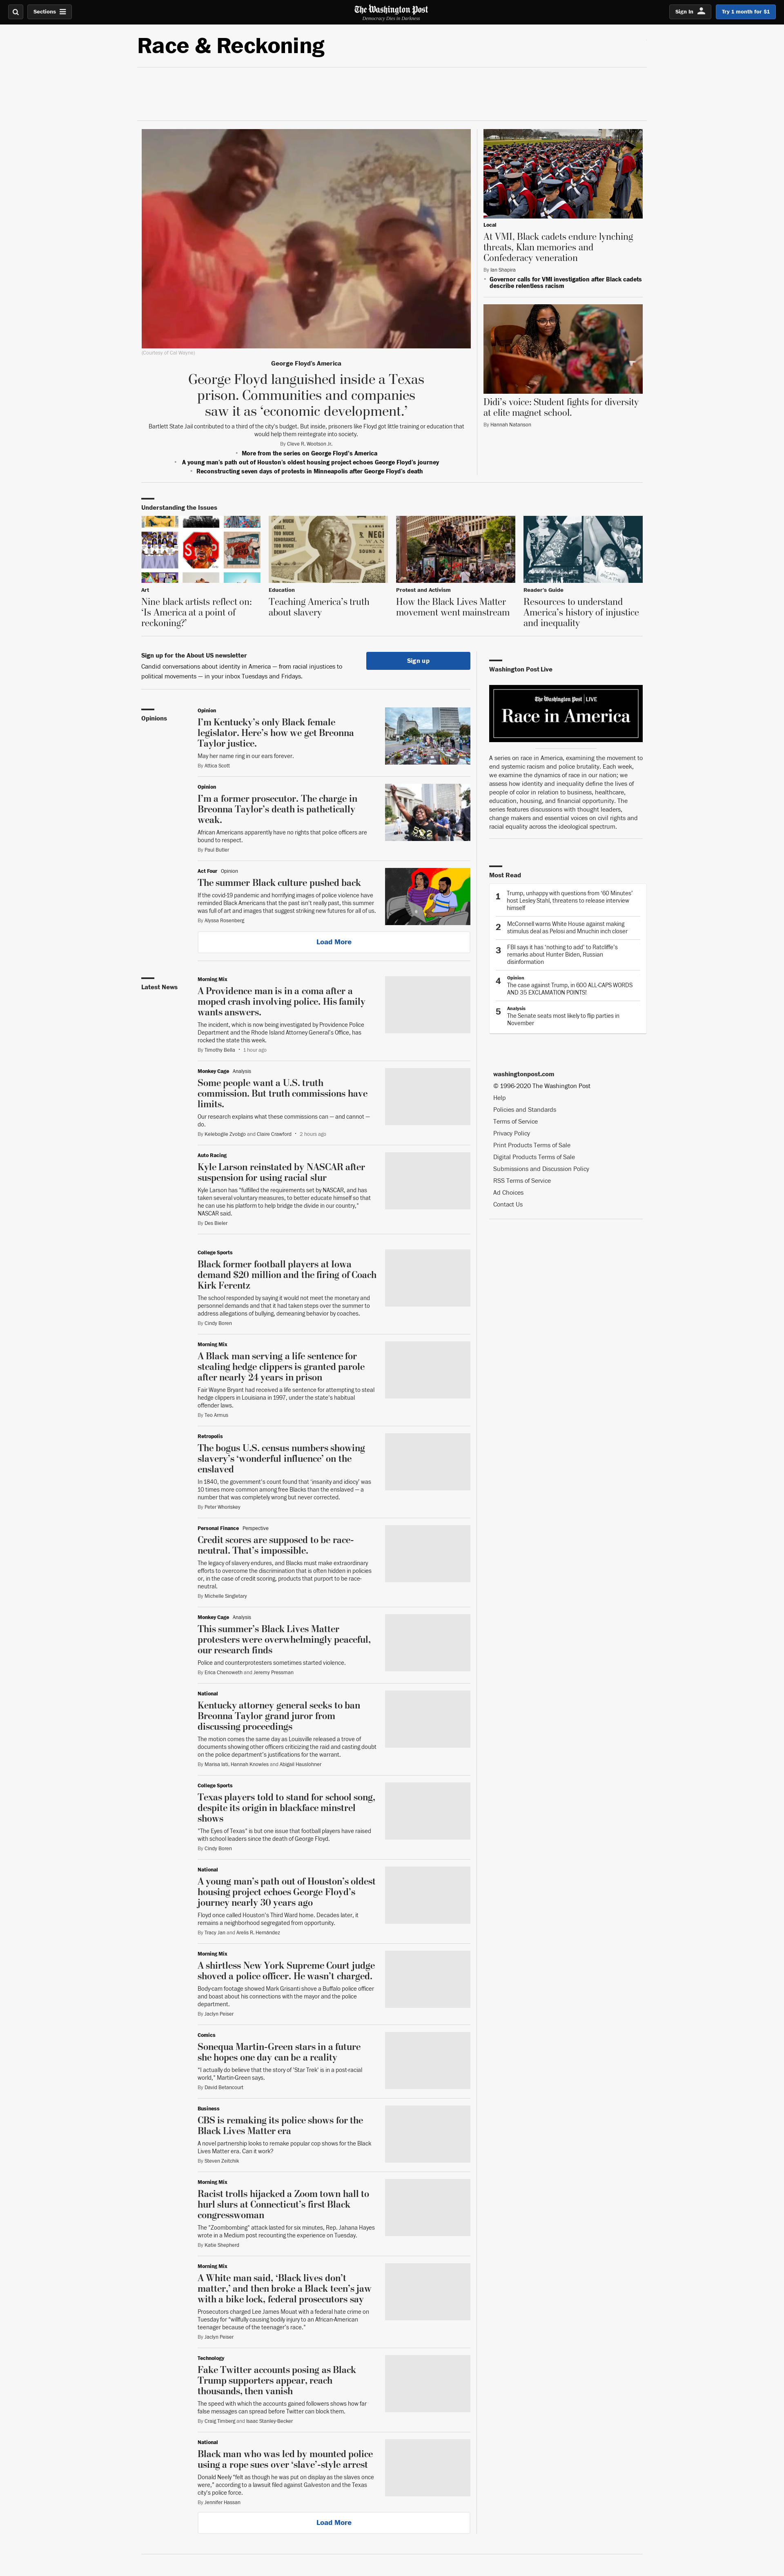 Sections
The Washington Post
Democracy Dies in Darkness
Sign In
Try 1 month for $1
Race & Reckoning
(Courtesy of Cal Wayne)
George Floyd's America
George Floyd languished inside a Texas
prison. Communities and companies
saw it as ‘economic development.’
Bartlett State Jail contributed to a third of the city's budget. But inside, prisoners like Floyd got little training or education that
would help them reintegrate into society.
By Cleve R. Wootson Jr.
• More from the series on George Floyd's America
• A young man's path out of Houston's oldest housing project echoes George Floyd's journey
• Reconstructing seven days of protests in Minneapolis after George Floyd's death
Local
At VMI, Black cadets endure lynching
threats, Klan memories and
Confederacy veneration
By Ian Shapira
• Governor calls for VMI investigation after Black cadets
describe relentless racism
Didi’s voice: Student fights for diversity
at elite magnet school.
By Hannah Natanson
Understanding the Issues
Art
Nine black artists reflect on:
‘Is America at a point of
reckoning?’
Education
Teaching America’s truth
about slavery
Protest and Activism
How the Black Lives Matter
movement went mainstream
Reader's Guide
Resources to understand
America’s history of injustice
and inequality
Sign up for the About US newsletter
Candid conversations about identity in America — from racial injustices to
political movements — in your inbox Tuesdays and Fridays.
Sign up
Opinions
Opinion
I’m Kentucky’s only Black female
legislator. Here’s how we get Breonna
Taylor justice.
May her name ring in our ears forever.
By Attica Scott
Opinion
I’m a former prosecutor. The charge in
Breonna Taylor’s death is pathetically
weak.
African Americans apparently have no rights that police officers are
bound to respect.
By Paul Butler
Act Four Opinion
The summer Black culture pushed back
If the covid-19 pandemic and horrifying images of police violence have
reminded Black Americans that the past isn't really past, this summer
was full of art and images that suggest striking new futures for all of us.
By Alyssa Rosenberg
Load More
Latest News
Morning Mix
A Providence man is in a coma after a
moped crash involving police. His family
wants answers.
The incident, which is now being investigated by Providence Police
Department and the Rhode Island Attorney General's Office, has
rocked the state this week.
By Timothy Bella • 1 hour ago
Monkey Cage Analysis
Some people want a U.S. truth
commission. But truth commissions have
limits.
Our research explains what these commissions can — and cannot —
do.
By Kelebogile Zvobgo and Claire Crawford • 2 hours ago
Auto Racing
Kyle Larson reinstated by NASCAR after
suspension for using racial slur
Kyle Larson has "fulfilled the requirements set by NASCAR, and has
taken several voluntary measures, to better educate himself so that
he can use his platform to help bridge the divide in our country,"
NASCAR said.
By Des Bieler
College Sports
Black former football players at Iowa
demand $20 million and the firing of Coach
Kirk Ferentz
The school responded by saying it would not meet the monetary and
personnel demands and that it had taken steps over the summer to
address allegations of bullying, demeaning behavior by coaches.
By Cindy Boren
Morning Mix
A Black man serving a life sentence for
stealing hedge clippers is granted parole
after nearly 24 years in prison
Fair Wayne Bryant had received a life sentence for attempting to steal
hedge clippers in Louisiana in 1997, under the state's habitual
offender laws.
By Teo Armus
Retropolis
The bogus U.S. census numbers showing
slavery’s ‘wonderful influence’ on the
enslaved
In 1840, the government's count found that ‘insanity and idiocy’ was
10 times more common among free Blacks than the enslaved — a
number that was completely wrong but never corrected.
By Peter Whoriskey
Personal Finance Perspective
Credit scores are supposed to be race-
neutral. That’s impossible.
The legacy of slavery endures, and Blacks must make extraordinary
efforts to overcome the discrimination that is often hidden in policies
or, in the case of credit scoring, products that purport to be race-
neutral.
By Michelle Singletary
Monkey Cage Analysis
This summer’s Black Lives Matter
protesters were overwhelmingly peaceful,
our research finds
Police and counterprotesters sometimes started violence.
By Erica Chenoweth and Jeremy Pressman
National
Kentucky attorney general seeks to ban
Breonna Taylor grand juror from
discussing proceedings
The motion comes the same day as Louisville released a trove of
documents showing other officers criticizing the raid and casting doubt
on the police department's justifications for the warrant.
By Marisa Iati, Hannah Knowles and Abigail Hauslohner
College Sports
Texas players told to stand for school song,
despite its origin in blackface minstrel
shows
"The Eyes of Texas" is but one issue that football players have raised
with school leaders since the death of George Floyd.
By Cindy Boren
National
A young man’s path out of Houston’s oldest
housing project echoes George Floyd’s
journey nearly 30 years ago
Floyd once called Houston's Third Ward home. Decades later, it
remains a neighborhood segregated from opportunity.
By Tracy Jan and Arelis R. Hernández
Morning Mix
A shirtless New York Supreme Court judge
shoved a police officer. He wasn’t charged.
Body-cam footage showed Mark Grisanti shove a Buffalo police officer
and boast about his connections with the mayor and the police
department.
By Jaclyn Peiser
Comics
Sonequa Martin-Green stars in a future
she hopes one day can be a reality
"I actually do believe that the story of 'Star Trek' is in a post-racial
world," Martin-Green says.
By David Betancourt
Business
CBS is remaking its police shows for the
Black Lives Matter era
A novel partnership looks to remake popular cop shows for the Black
Lives Matter era. Can it work?
By Steven Zeitchik
Morning Mix
Racist trolls hijacked a Zoom town hall to
hurl slurs at Connecticut’s first Black
congresswoman
The "Zoombombing" attack lasted for six minutes, Rep. Jahana Hayes
wrote in a Medium post recounting the experience on Tuesday.
By Katie Shepherd
Morning Mix
A White man said, ‘Black lives don’t
matter,’ and then broke a Black teen’s jaw
with a bike lock, federal prosecutors say
Prosecutors charged Lee James Mouat with a federal hate crime on
Tuesday for "willfully causing bodily injury to an African-American
teenager because of the teenager's race."
By Jaclyn Peiser
Technology
Fake Twitter accounts posing as Black
Trump supporters appear, reach
thousands, then vanish
The speed with which the accounts gained followers shows how far
false messages can spread before Twitter can block them.
By Craig Timberg and Isaac Stanley-Becker
National
Black man who was led by mounted police
using a rope sues over ‘slave’-style arrest
Donald Neely "felt as though he was put on display as the slaves once
were," according to a lawsuit filed against Galveston and the Texas
city's police force.
By Jennifer Hassan
Load More
Washington Post Live
The Washington Post LIVE
Race in America
A series on race in America, examining the movement to
end systemic racism and police brutality. Each week,
we examine the dynamics of race in our nation; we
assess how identity and inequality define the lives of
people of color in relation to business, healthcare,
education, housing, and financial opportunity. The
series features discussions with thought leaders,
change makers and essential voices on civil rights and
racial equality across the ideological spectrum.
Most Read
1 Trump, unhappy with questions from ‘60 Minutes’
host Lesley Stahl, threatens to release interview
himself
2 McConnell warns White House against making
stimulus deal as Pelosi and Mnuchin inch closer
3 FBI says it has ‘nothing to add’ to Ratcliffe's
remarks about Hunter Biden, Russian
disinformation
4 Opinion
The case against Trump, in 600 ALL-CAPS WORDS
AND 35 EXCLAMATION POINTS!
5 Analysis
The Senate seats most likely to flip parties in
November
washingtonpost.com
© 1996-2020 The Washington Post
Help
Policies and Standards
Terms of Service
Privacy Policy
Print Products Terms of Sale
Digital Products Terms of Sale
Submissions and Discussion Policy
RSS Terms of Service
Ad Choices
Contact Us